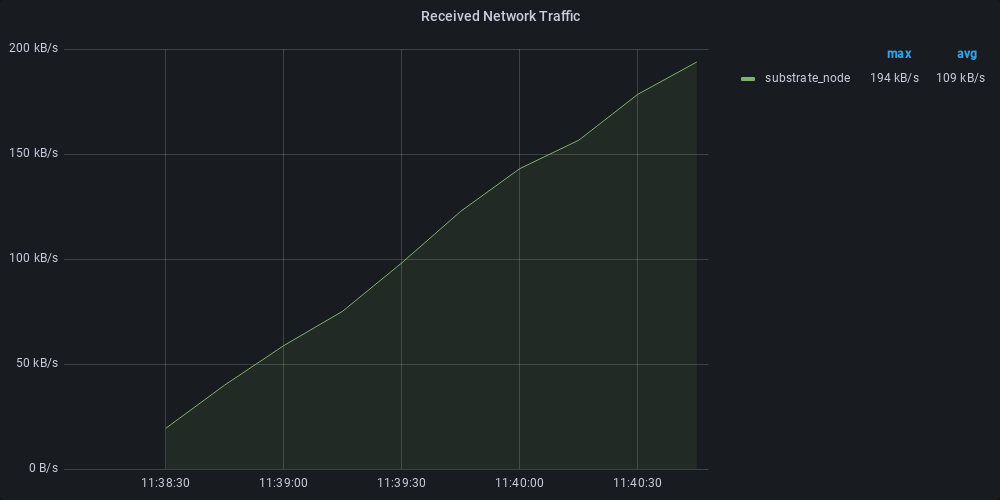 Received Network Traffic
200 kB/s
150 kB/s
100 kB/s
50 kB/s
0 B/s
11:38:30 11:39:00 11:39:30 11:40:00 11:40:30
max avg
substrate_node 194 kB/s 109 kB/s